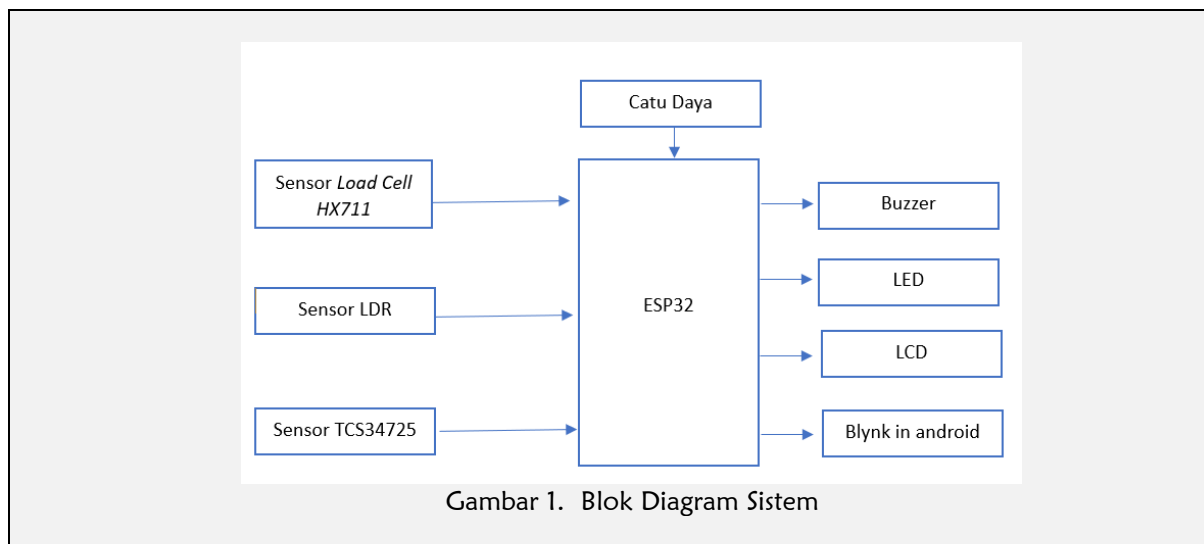 Catu Daya
Sensor Load Cell
HX711
Sensor LDR
Sensor TCS34725
ESP32
Buzzer
LED
LCD
Blynk in android
Gambar 1. Blok Diagram Sistem